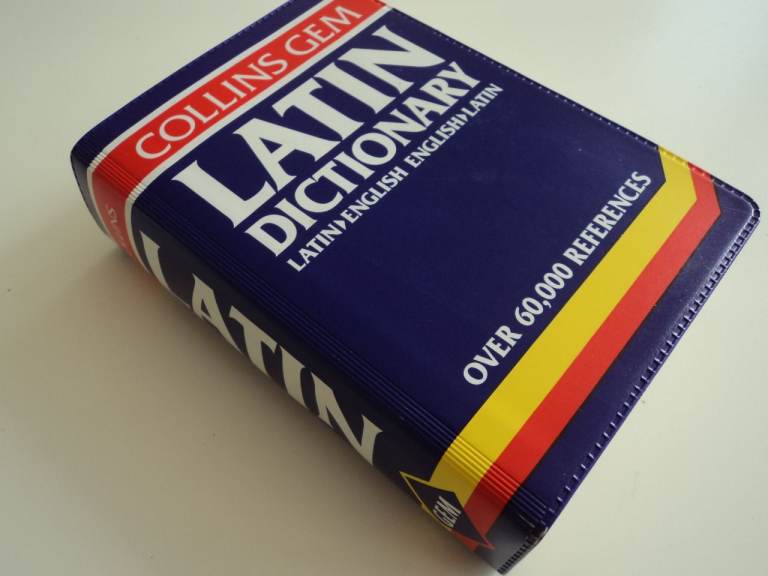 COLLINS GEM
LATIN
DICTIONARY
LATIN›ENGLISH ENGLISH›LATIN
OVER 60,000 REFERENCES
LATIN
GEM